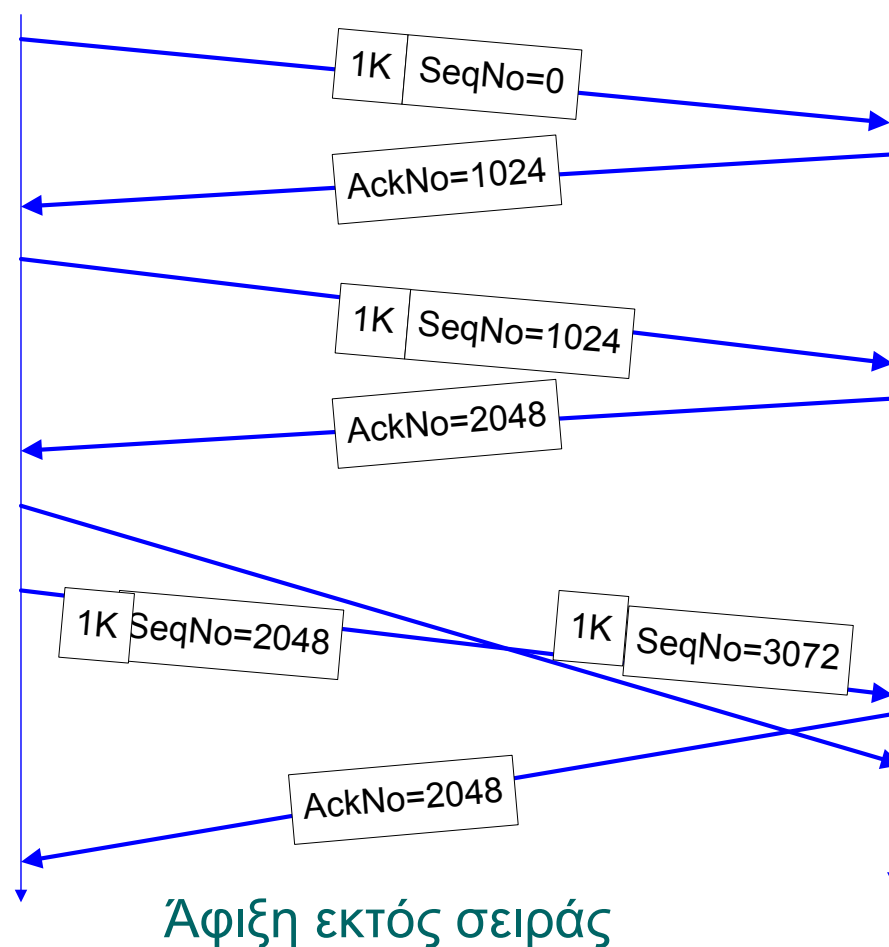 1K SeqNo=0
AckNo=1024
1K SeqNo=1024
AckNo=2048
1K SeqNo=2048
1K SeqNo=3072
AckNo=2048
Άφιξη εκτός σειράς